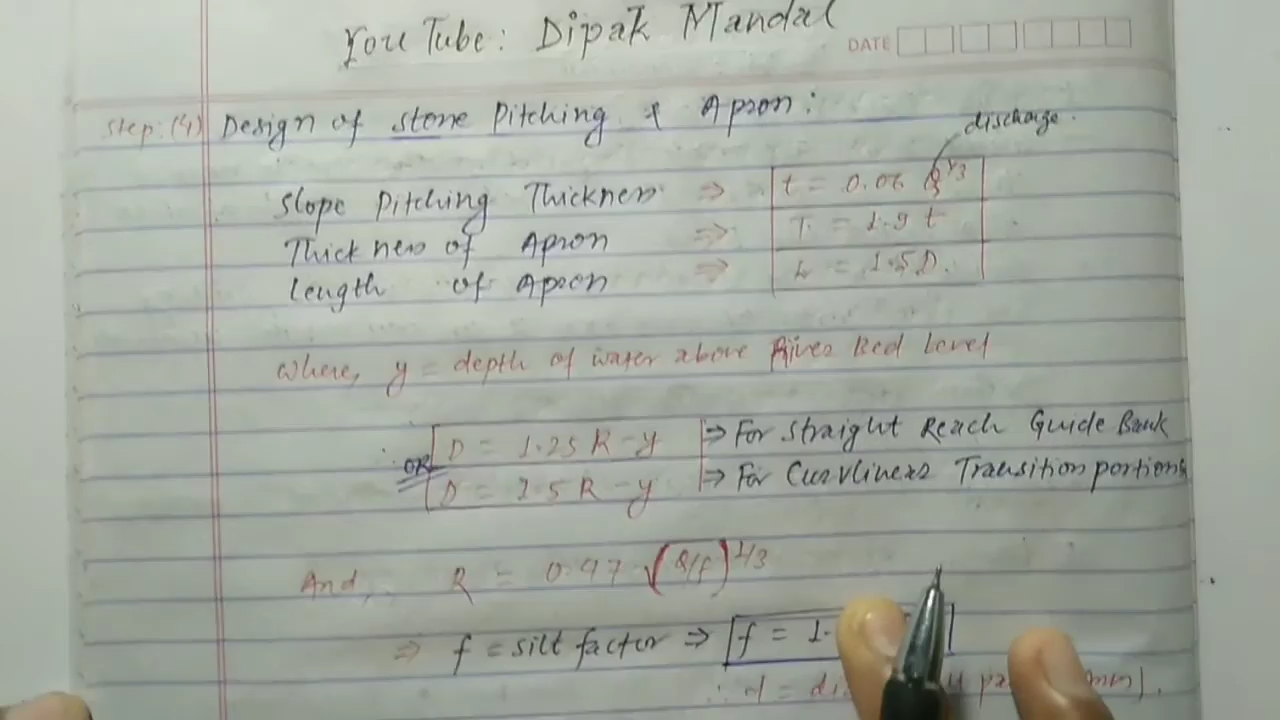 YouTube: Dipak Mandal
DATE
Step:(4) Design of stone Pitching & Apron:
discharge.
Slope Pitching Thickness ⇒ t = 0.06 Q^1/3
Thickness of Apron ⇒ T = 1.9 t
Length of Apron ⇒ L = 1.5 D.
Where, y = depth of water above River Bed Level
D = 1.25 R - y ⇒ For straight Reach Guide Bank
OR
D = 1.5 R - y ⇒ For Curvlinear Transition portions
And, R = 0.47 (Q/f)^1/3
⇒ f = silt factor ⇒ f = 1.
∴ d =